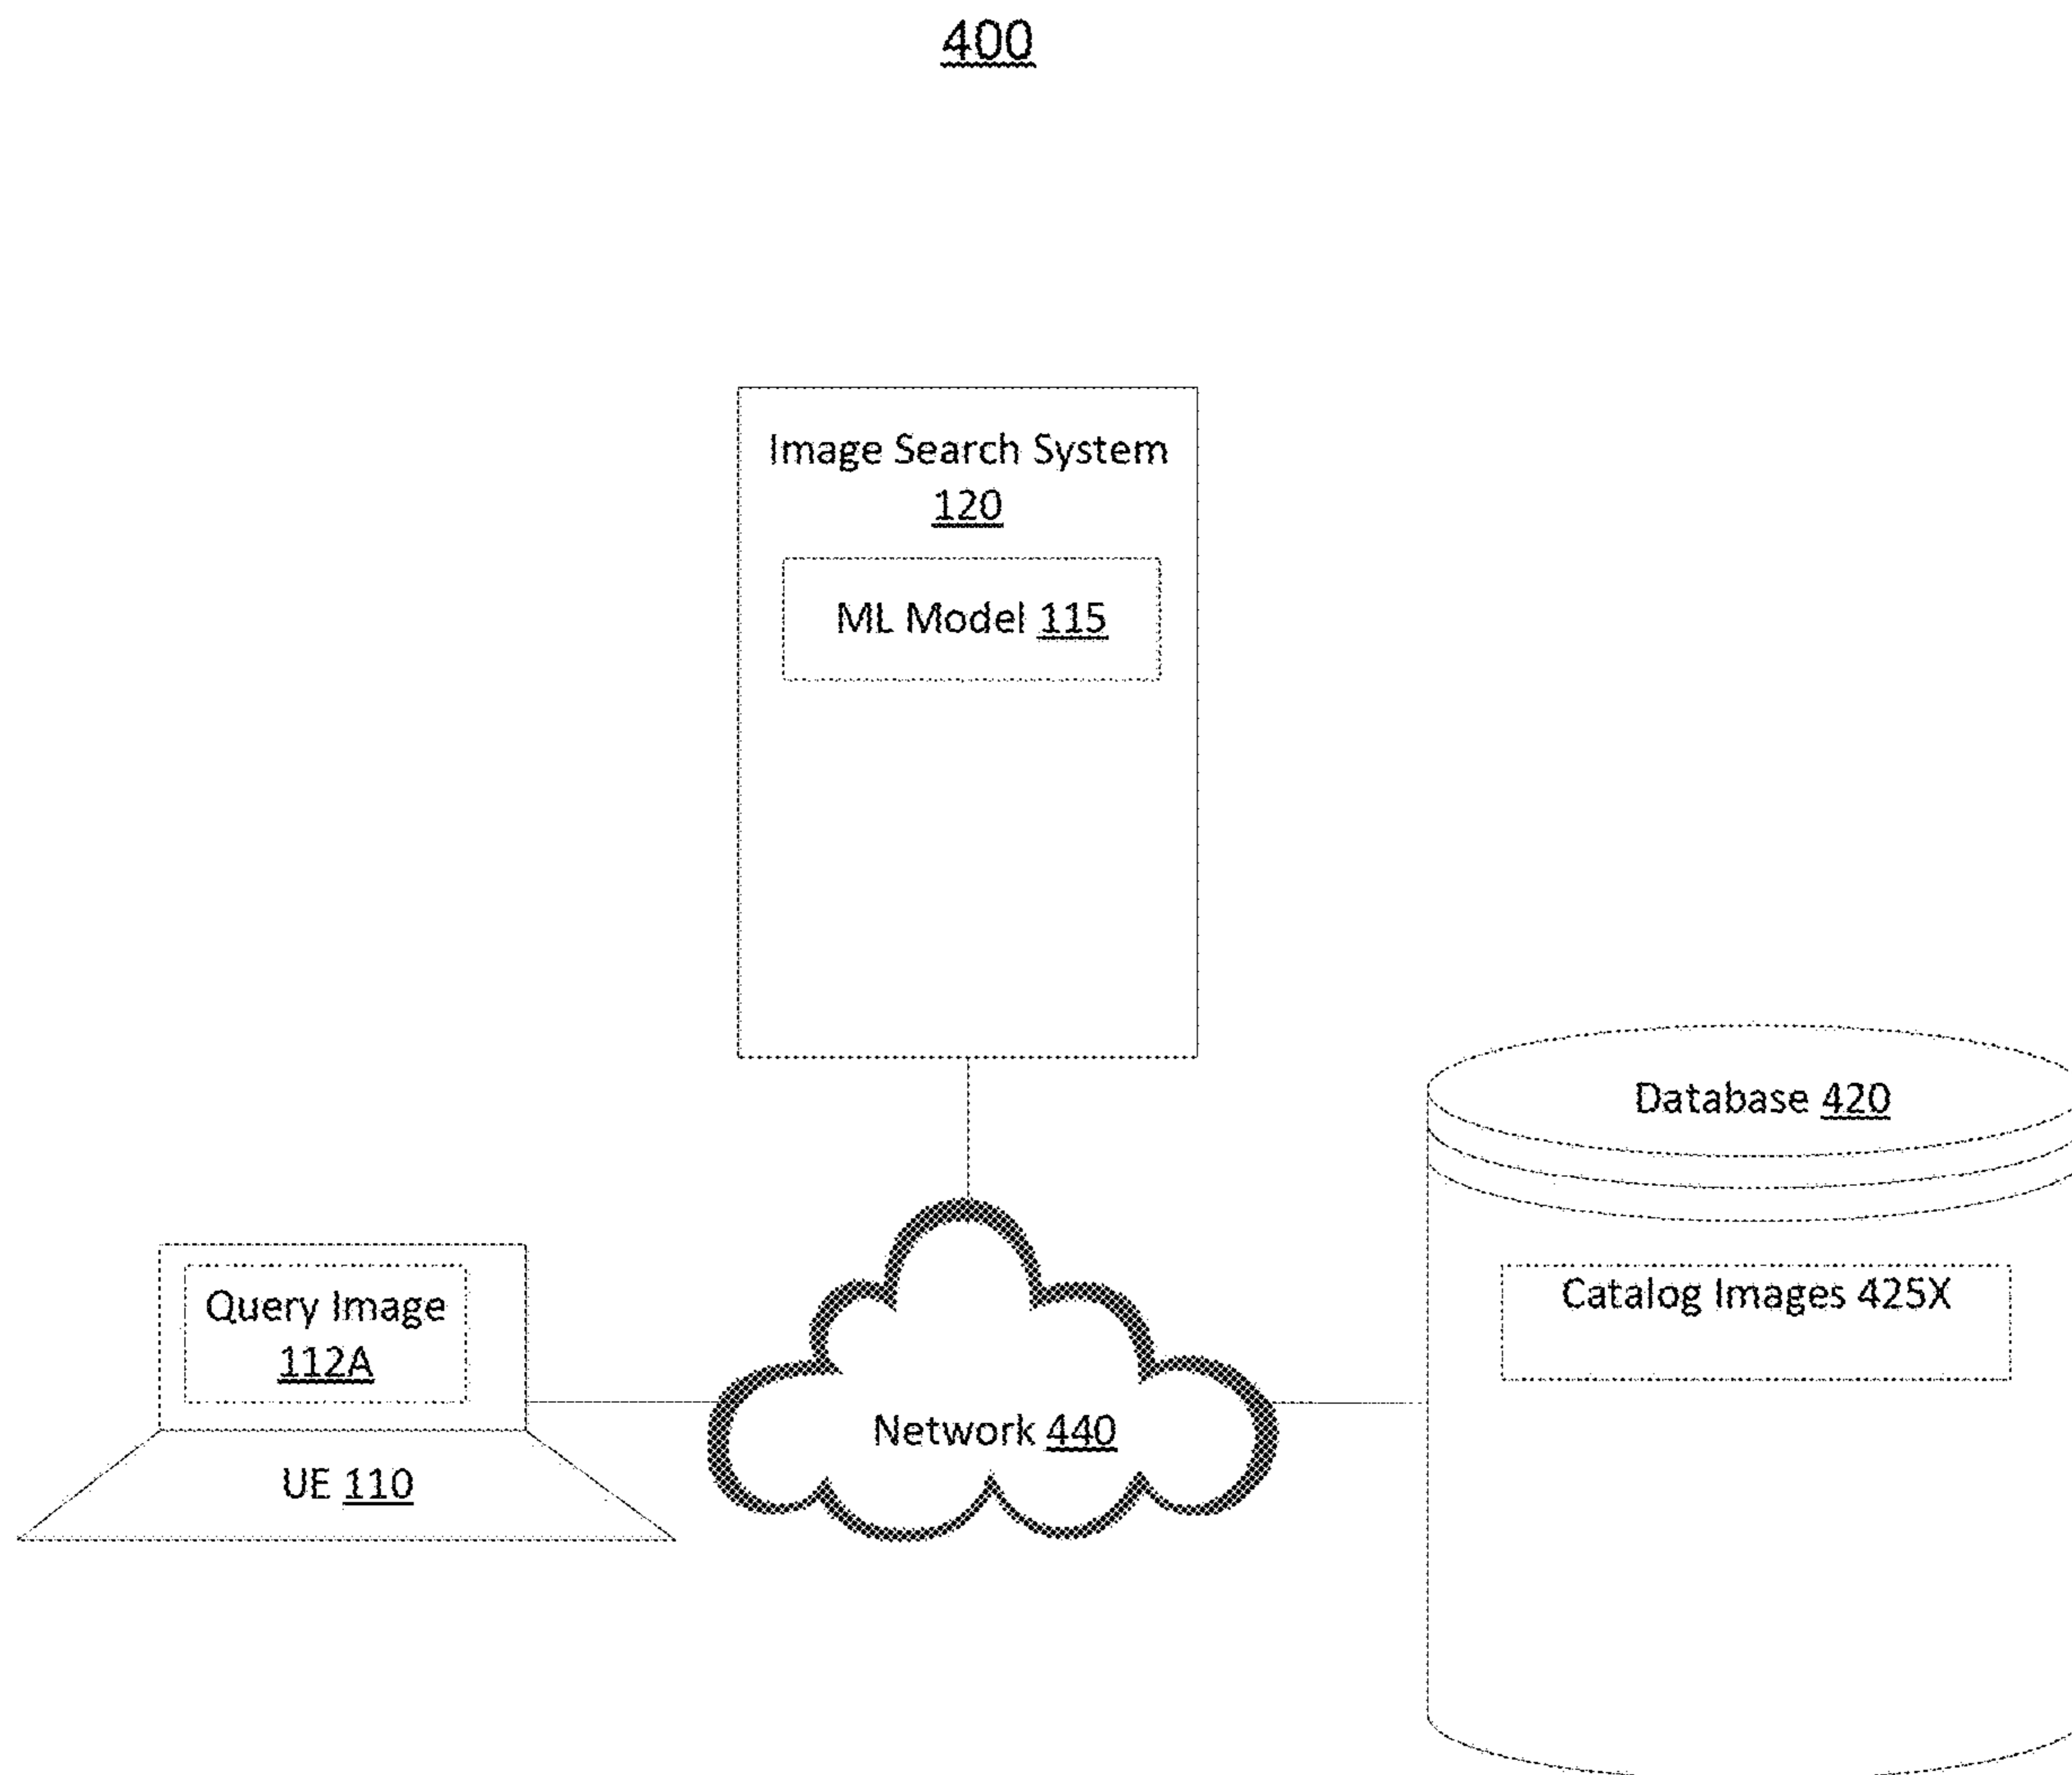 400
Image Search System
120
ML Model 115
Database 420
Query Image
112A
Catalog Images 425X
Network 440
UE 110